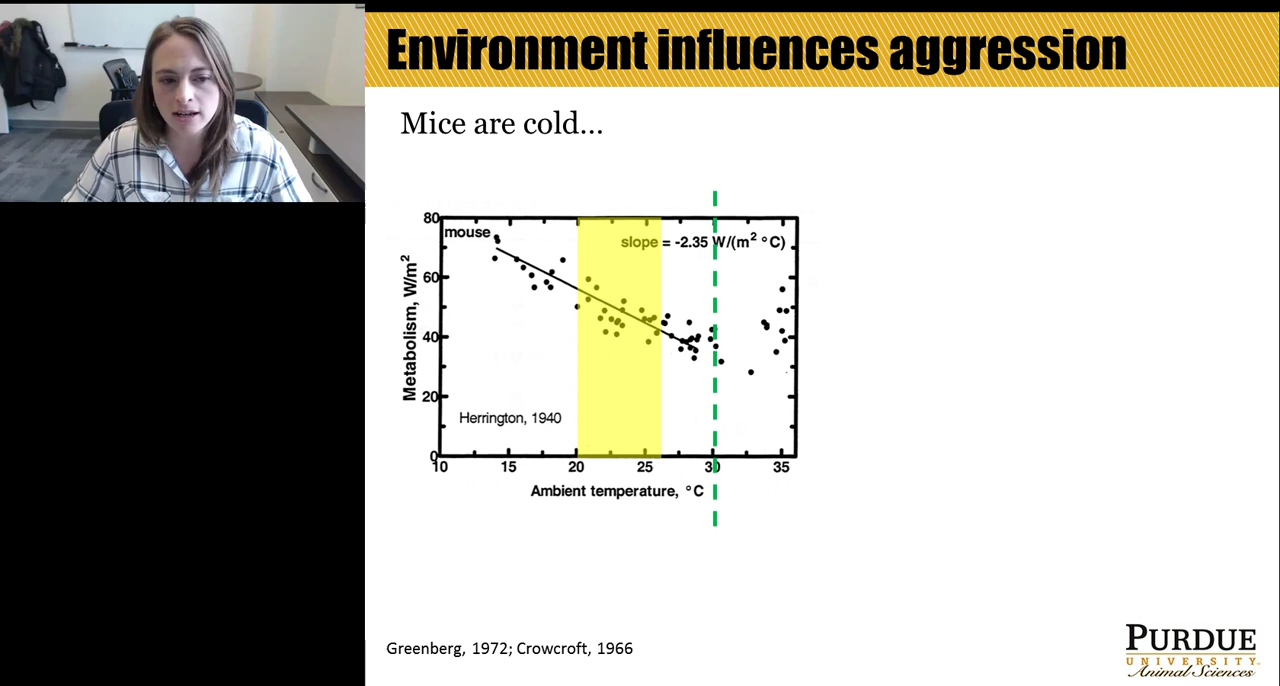 Environment influences aggression
Mice are cold...
80
mouse
slope = -2.35 W/(m² °C)
60
Metabolism, W/m²
40
20
Herrington, 1940
0
10 15 20 25 30 35
Ambient temperature, °C
Greenberg, 1972; Crowcroft, 1966
PURDUE
UNIVERSITY
Animal Sciences